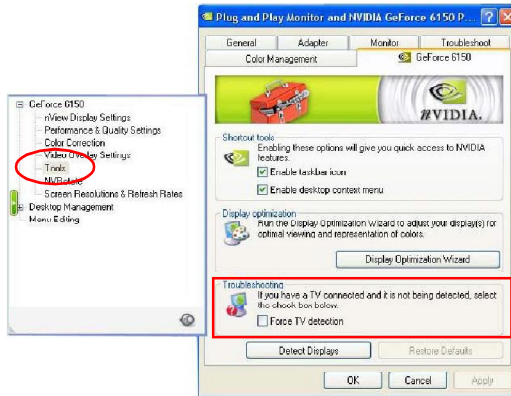 Plug and Play Monitor and NVIDIA GeForce 6150 P...
General
Adapter
Monitor
Troubleshoot
Color Management
GeForce 6150
NVIDIA.
GeForce 6150
nView Display Settings
Performance & Quality Settings
Color Correction
Video Overlay Settings
Tools
NVRotate
Screen Resolutions & Refresh Rates
Desktop Management
Menu Editing
Shortcut tools
Enabling these options will give you quick access to NVIDIA
features.
Enable taskbar icon
Enable desktop context menu
Display optimization
Run the Display Optimization Wizard to adjust your display(s) for
optimal viewing and representation of colors.
Display Optimization Wizard
Troubleshooting
If you have a TV connected and it is not being detected, select
the check box below.
Force TV detection
Detect Displays
Restore Defaults
OK
Cancel
Apply